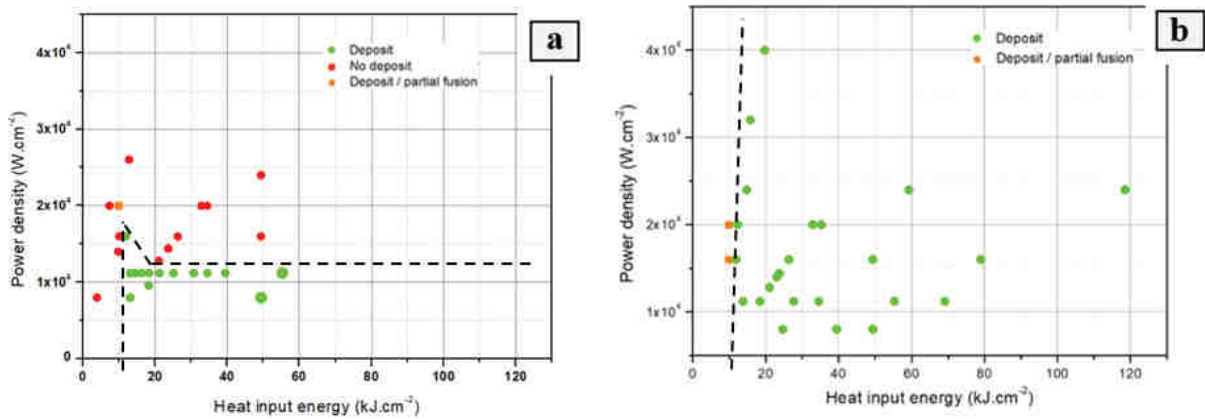 a
Deposit
No deposit
Deposit / partial fusion
4x10⁴
3x10⁴
2x10⁴
1x10⁴
0
Power density (W.cm⁻²)
0 20 40 60 80 100 120
Heat input energy (kJ.cm⁻²)
b
Deposit
Deposit / partial fusion
4x10⁴
3x10⁴
2x10⁴
1x10⁴
Power density (W.cm⁻²)
0 20 40 60 80 100 120
Heat input energy (kJ.cm⁻²)